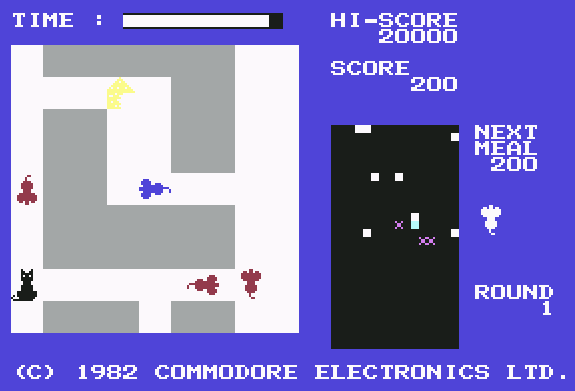 TIME :
HI-SCORE
20000
SCORE
200
NEXT
MEAL
200
ROUND
1
(C) 1982 COMMODORE ELECTRONICS LTD.